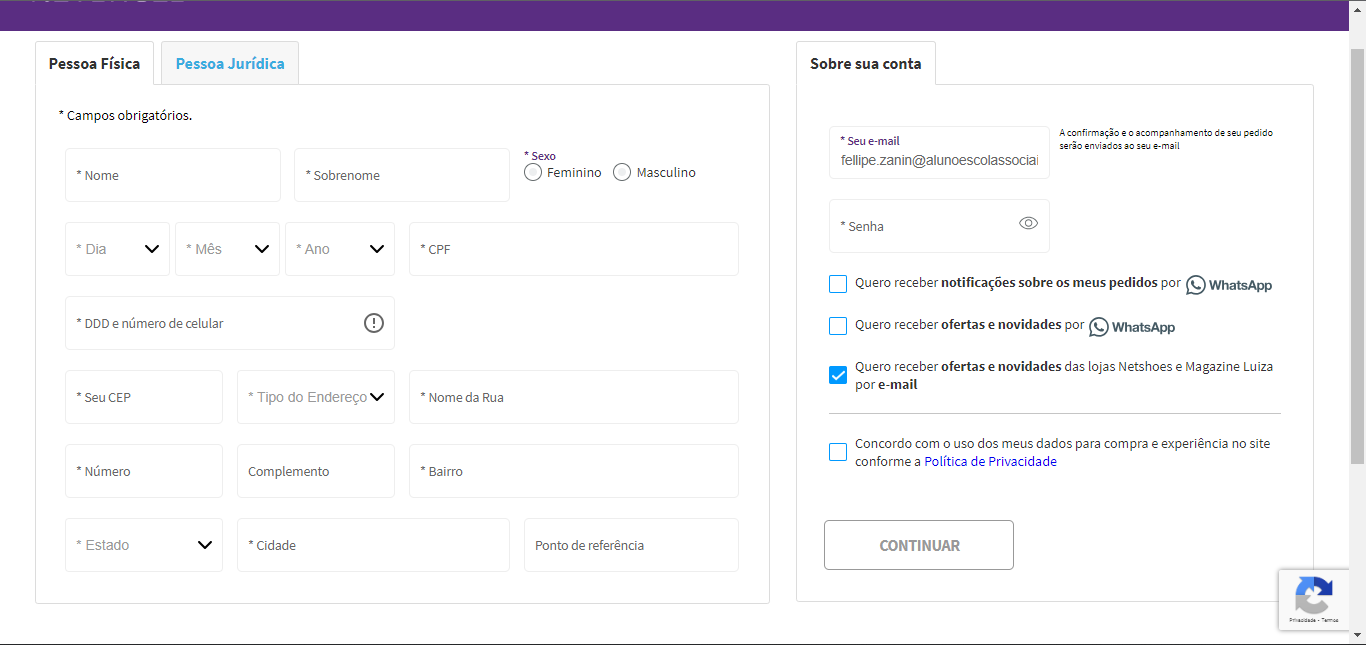 Pessoa Física
Pessoa Jurídica
* Campos obrigatórios.
* Nome
* Sobrenome
* Sexo
Feminino
Masculino
* Dia
* Mês
* Ano
* CPF
* DDD e número de celular
* Seu CEP
* Tipo do Endereço
* Nome da Rua
* Número
Complemento
* Bairro
* Estado
* Cidade
Ponto de referência
Sobre sua conta
* Seu e-mail
fellipe.zanin@alunoescolassociai
A confirmação e o acompanhamento de seu pedido
serão enviados ao seu e-mail
* Senha
Quero receber notificações sobre os meus pedidos por WhatsApp
Quero receber ofertas e novidades por WhatsApp
Quero receber ofertas e novidades das lojas Netshoes e Magazine Luiza
por e-mail
Concordo com o uso dos meus dados para compra e experiência no site
conforme a Política de Privacidade
CONTINUAR
Privacidade - Termos